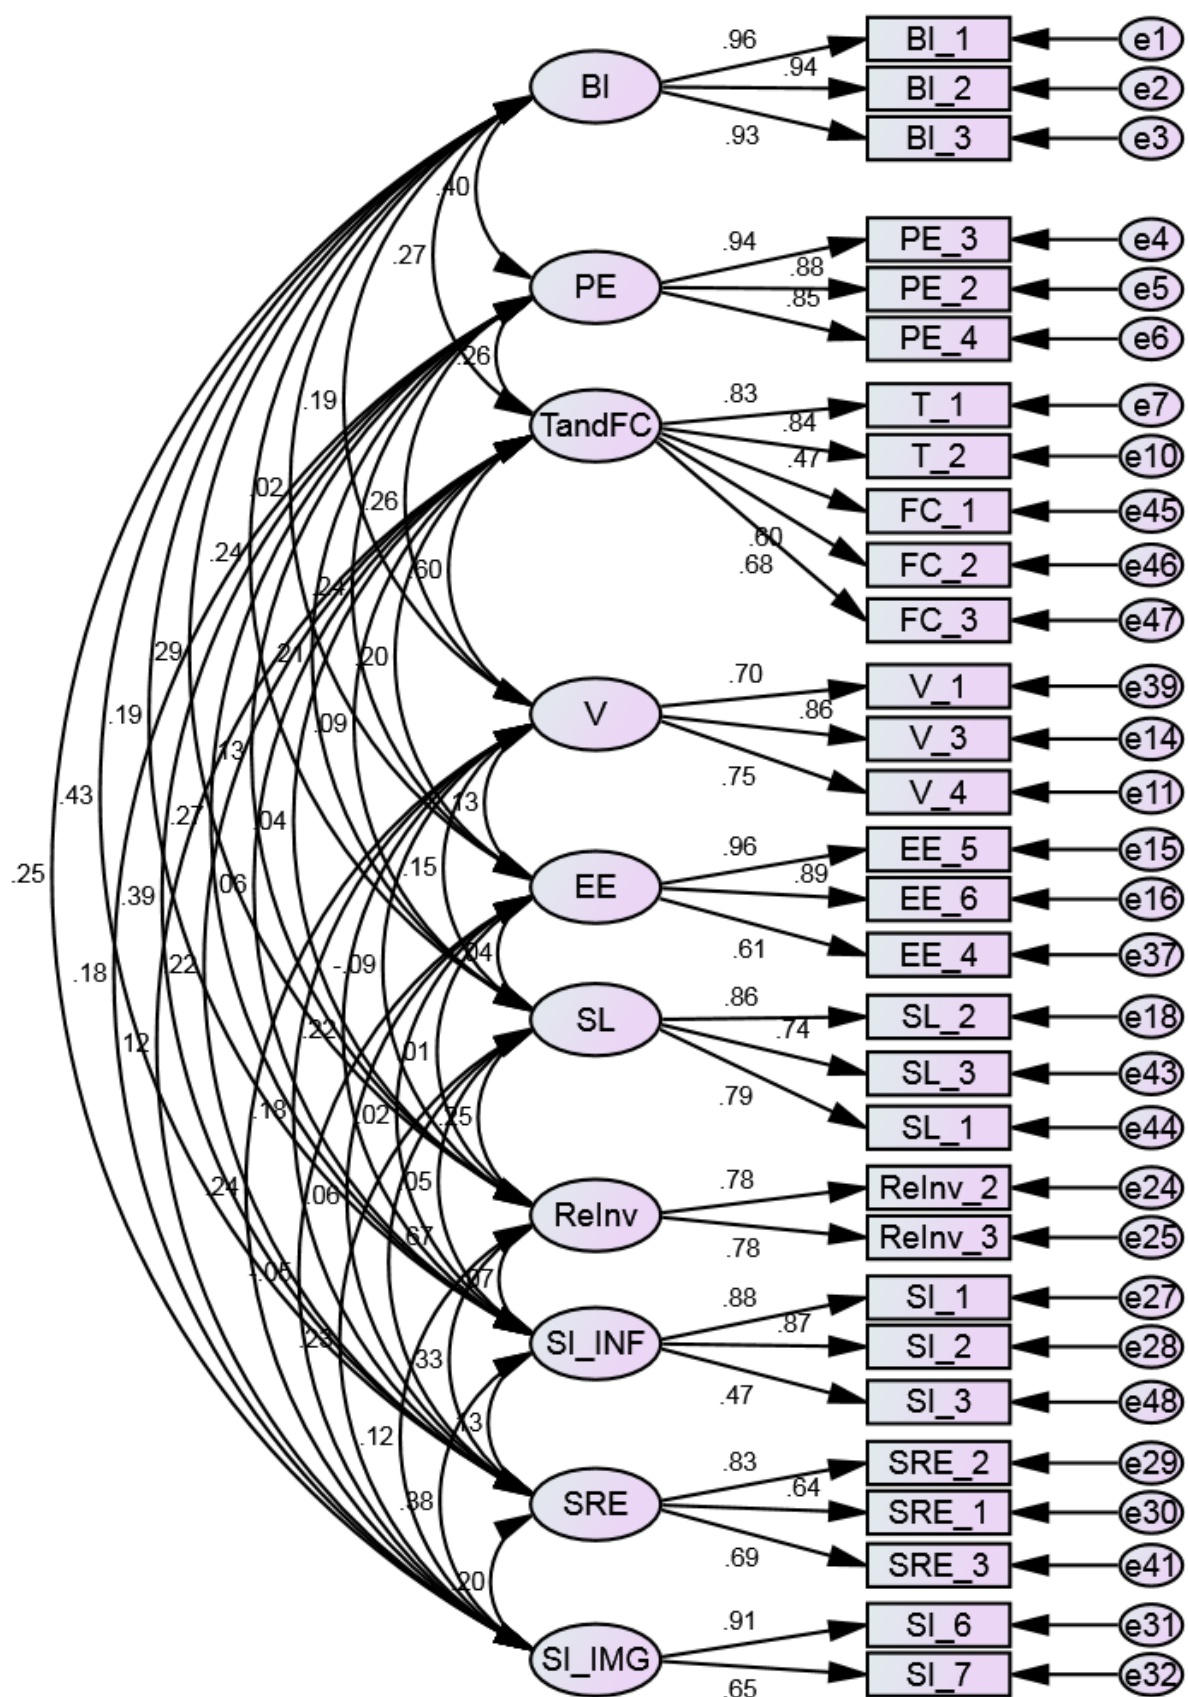 .96
BI_1
e1
.94
BI
BI_2
e2
.93
BI_3
e3
.40
.94
PE_3
e4
.27
.88
PE
PE_2
e5
.85
PE_4
e6
.26
.83
T_1
e7
.19
.84
TandFC
T_2
e10
.47
.02
.26
FC_1
e45
.60
.24
.60
FC_2
e46
.68
.24
FC_3
e47
.29
.21
.20
.70
V_1
e39
.19
.09
.86
V
V_3
e14
.13
.75
V_4
e11
.43
.27
.04
.13
.96
EE_5
e15
.25
.39
.06
.15
.89
EE
EE_6
e16
.18
.22
-.09
.04
.61
EE_4
e37
.86
SL_2
e18
.12
.22
.01
.74
SL
SL_3
e43
.79
SL_1
e44
.18
.02
.25
.78
ReInv_2
e24
.24
.06
.05
ReInv
.78
ReInv_3
e25
.67
-.05
.07
.88
SI_1
e27
.23
.33
.87
SI_INF
SI_2
e28
.47
SI_3
e48
.12
.13
.83
SRE_2
e29
.38
.64
SRE
SRE_1
e30
.69
SRE_3
e41
.20
.91
SI_6
e31
SI_IMG
.65
SI_7
e32